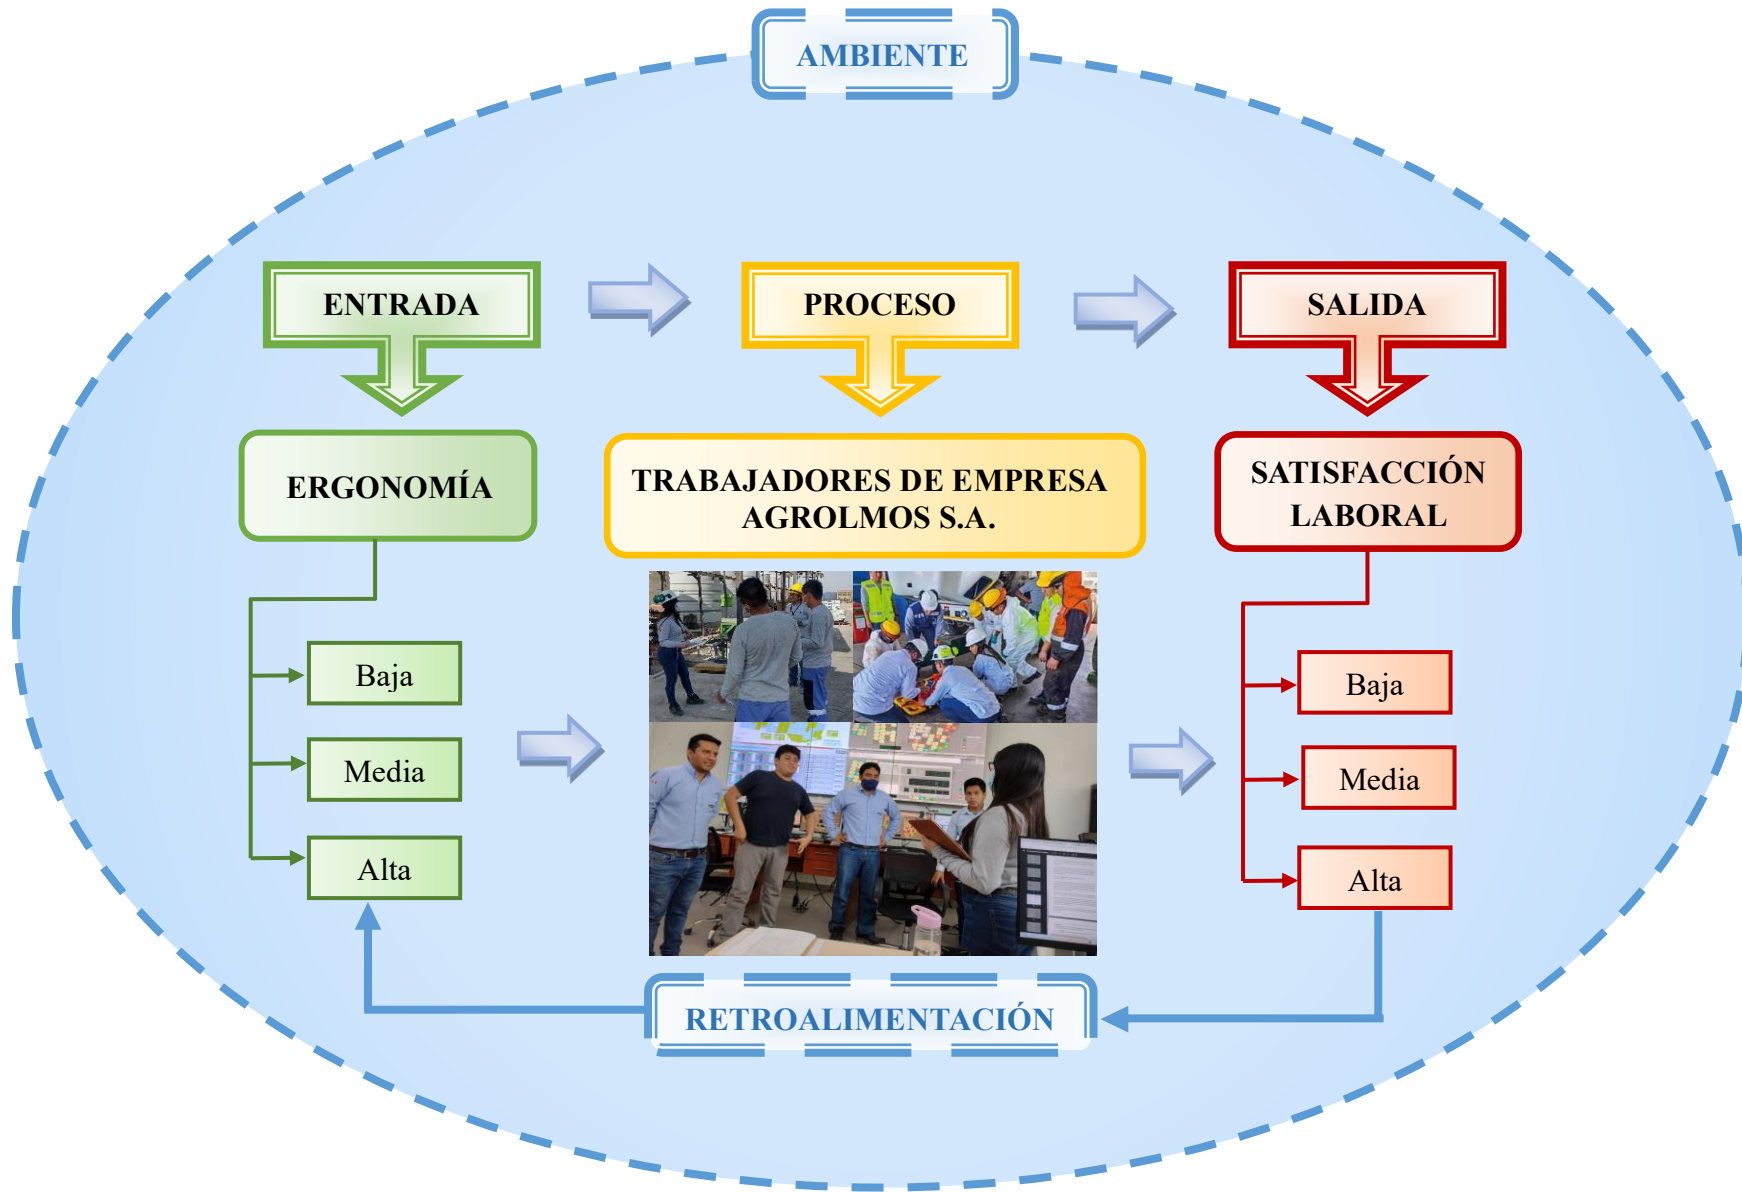 AMBIENTE
ENTRADA
PROCESO
SALIDA
ERGONOMÍA
TRABAJADORES DE EMPRESA
AGROLMOS S.A.
SATISFACCIÓN
LABORAL
Baja
Media
Alta
Baja
Media
Alta
RETROALIMENTACIÓN